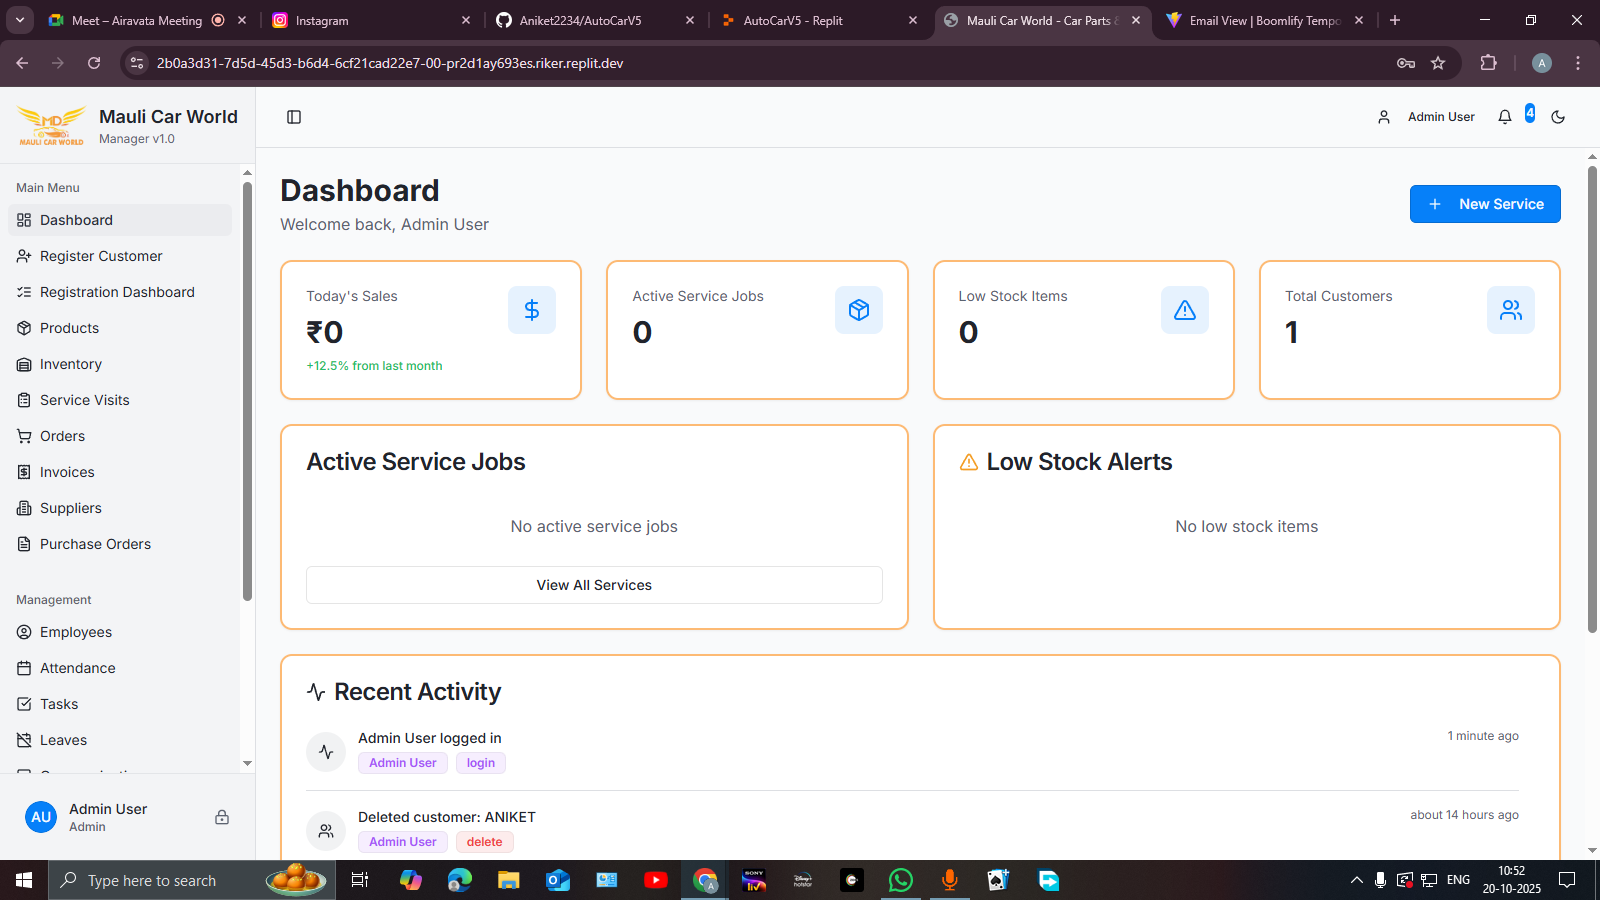 Meet – Airavata Meeting
Instagram
Aniket2234/AutoCarV5
AutoCarV5 - Replit
Mauli Car World - Car Parts
Email View | Boomlify Tempo
2b0a3d31-7d5d-45d3-b6d4-6cf21cad22e7-00-pr2d1ay693es.riker.replit.dev
A
MD
MAULI CAR WORLD
Mauli Car World
Manager v1.0
Admin User
4
Main Menu
Dashboard
Register Customer
Registration Dashboard
Products
Inventory
Service Visits
Orders
Invoices
Suppliers
Purchase Orders
Management
Employees
Attendance
Tasks
Leaves
AU
Admin User
Admin
Dashboard
Welcome back, Admin User
New Service
Today's Sales
₹0
+12.5% from last month
Active Service Jobs
0
Low Stock Items
0
Total Customers
1
Active Service Jobs
No active service jobs
View All Services
Low Stock Alerts
No low stock items
Recent Activity
Admin User logged in
1 minute ago
Admin User
login
Deleted customer: ANIKET
about 14 hours ago
Admin User
delete
Type here to search
SONY
liv
hotstar
ENG
10:52
20-10-2025